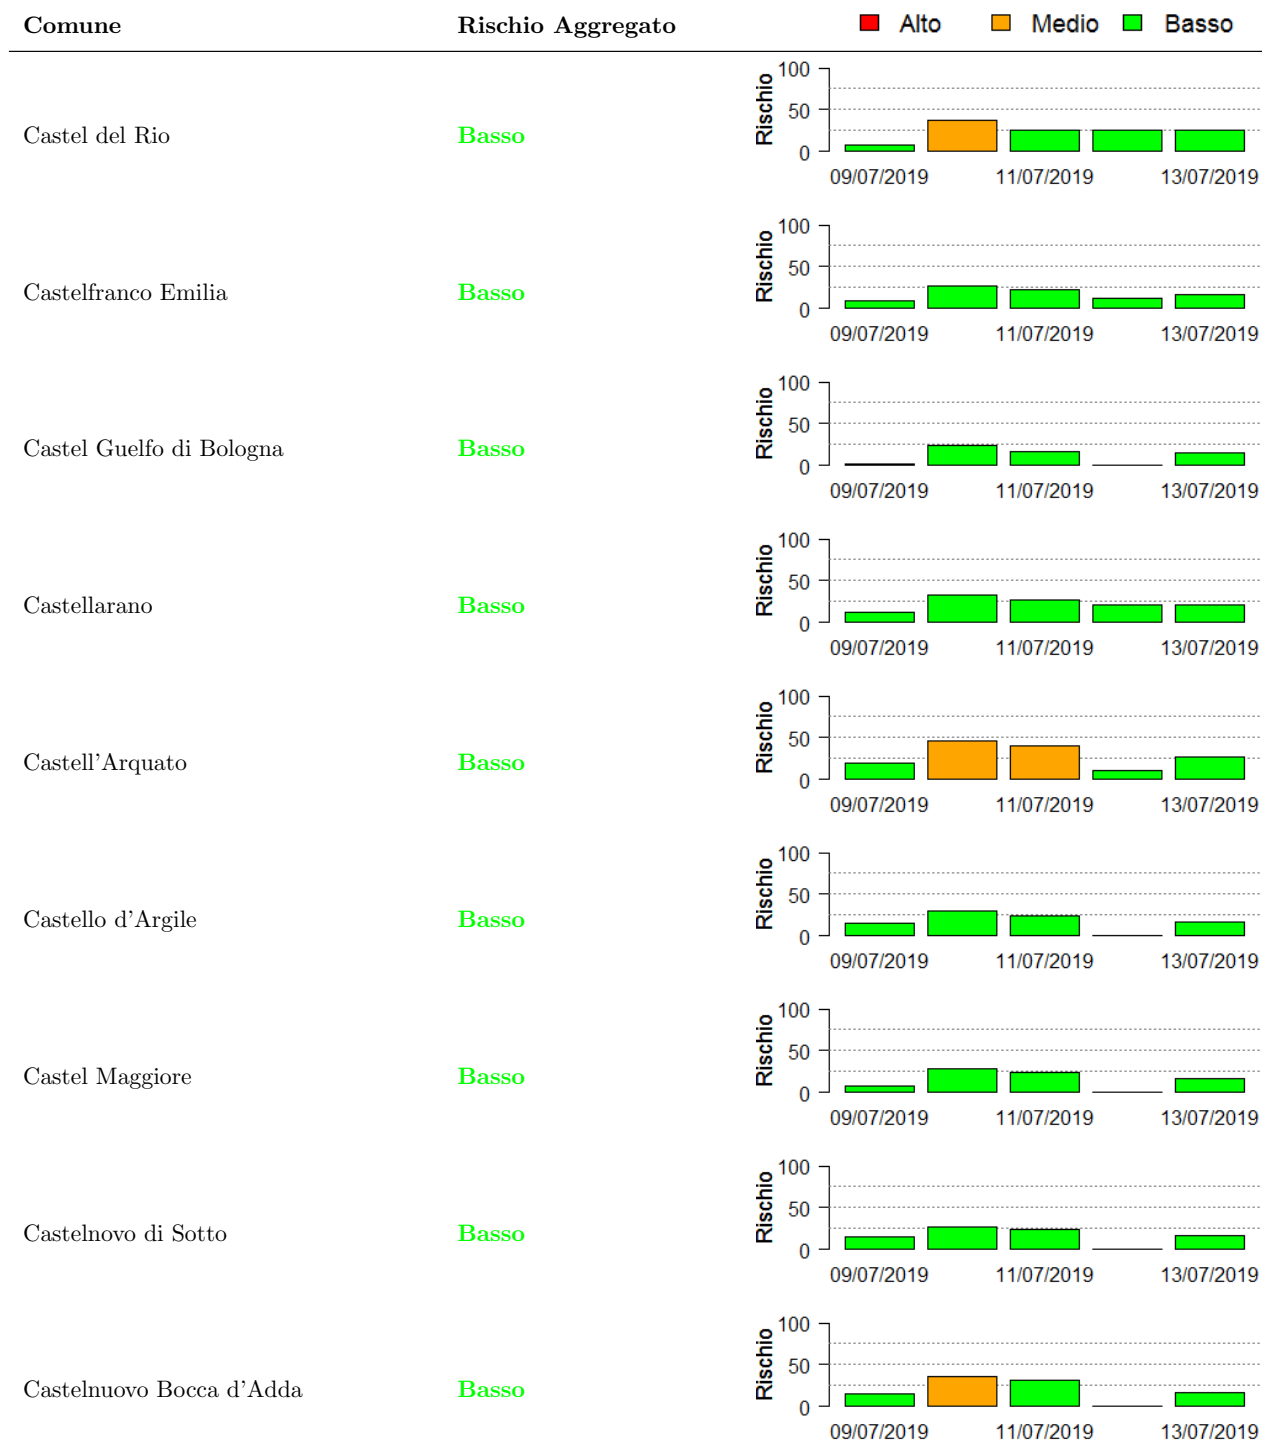 Comune Rischio Aggregato Alto Medio Basso
Castel del Rio Basso Rischio 100 50 0
09/07/2019 11/07/2019 13/07/2019
Castelfranco Emilia Basso Rischio 100 50 0
09/07/2019 11/07/2019 13/07/2019
Castel Guelfo di Bologna Basso Rischio 100 50 0
09/07/2019 11/07/2019 13/07/2019
Castellarano Basso Rischio 100 50 0
09/07/2019 11/07/2019 13/07/2019
Castell'Arquato Basso Rischio 100 50 0
09/07/2019 11/07/2019 13/07/2019
Castello d'Argile Basso Rischio 100 50 0
09/07/2019 11/07/2019 13/07/2019
Castel Maggiore Basso Rischio 100 50 0
09/07/2019 11/07/2019 13/07/2019
Castelnovo di Sotto Basso Rischio 100 50 0
09/07/2019 11/07/2019 13/07/2019
Castelnuovo Bocca d'Adda Basso Rischio 100 50 0
09/07/2019 11/07/2019 13/07/2019